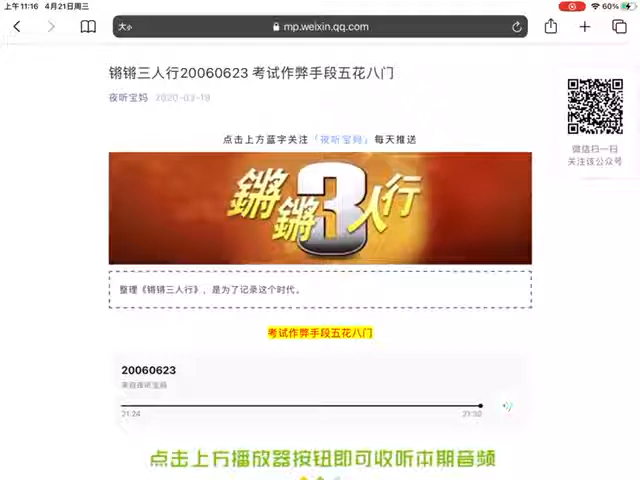 上午11:16 4月21日周三
60%
大小 mp.weixin.qq.com
锵锵三人行20060623 考试作弊手段五花八门
夜听宝妈 2020-03-19
点击上方蓝字关注「夜听宝妈」每天推送
微信扫一扫
关注该公众号
锵锵3人行
整理《锵锵三人行》，是为了记录这个时代。
考试作弊手段五花八门
20060623
来自夜听宝妈
21:24
点击上方播放器按钮即可收听本期音频